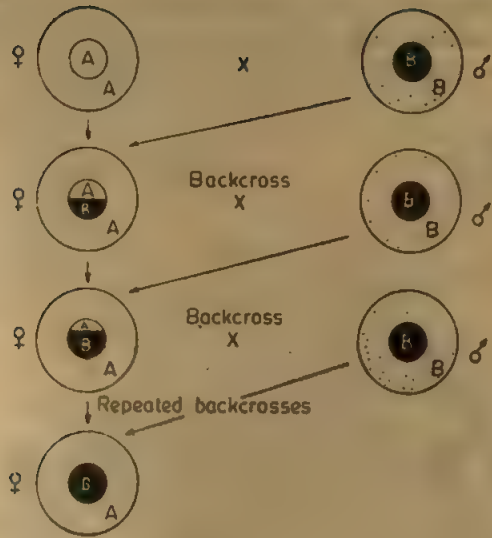 ♀ A A X B B ♂
♀ A B A Backcross X B B ♂
♀ A B A Backcross X B B ♂
Repeated backcrosses
♀ B A